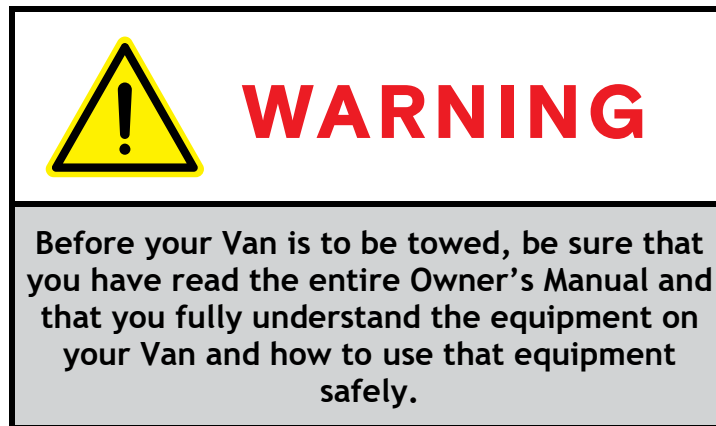 WARNING
Before your Van is to be towed, be sure that
you have read the entire Owner’s Manual and
that you fully understand the equipment on
your Van and how to use that equipment
safely.